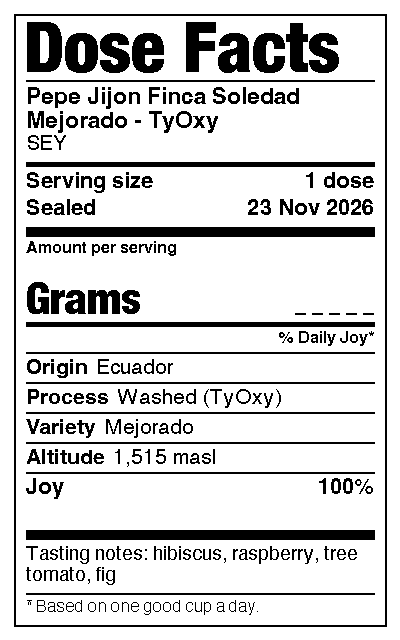 Dose Facts
Pepe Jijon Finca Soledad
Mejorado - TyOxy
SEY
Serving size 1 dose
Sealed 23 Nov 2026
Amount per serving
Grams _ _ _ _ _
% Daily Joy*
Origin Ecuador
Process Washed (TyOxy)
Variety Mejorado
Altitude 1,515 masl
Joy 100%
Tasting notes: hibiscus, raspberry, tree
tomato, fig
* Based on one good cup a day.